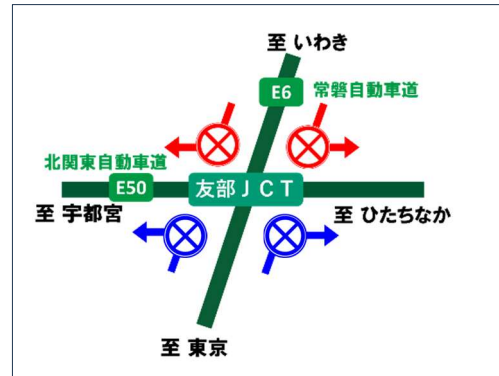 至 いわき
E6
常磐自動車道
北関東自動車道
E50
友部JCT
至 宇都宮
至 ひたちなか
至 東京